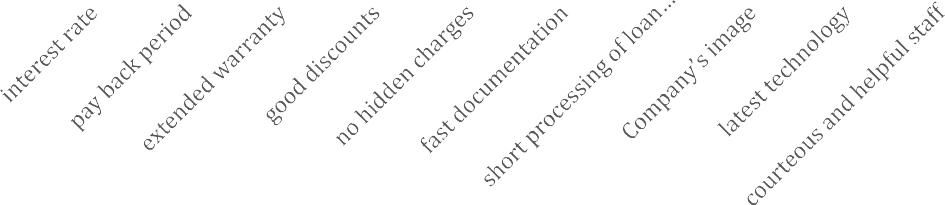 interest rate
pay back period
extended warranty
good discounts
no hidden charges
fast documentation
short processing of loan...
Company's image
latest technology
courteous and helpful staff